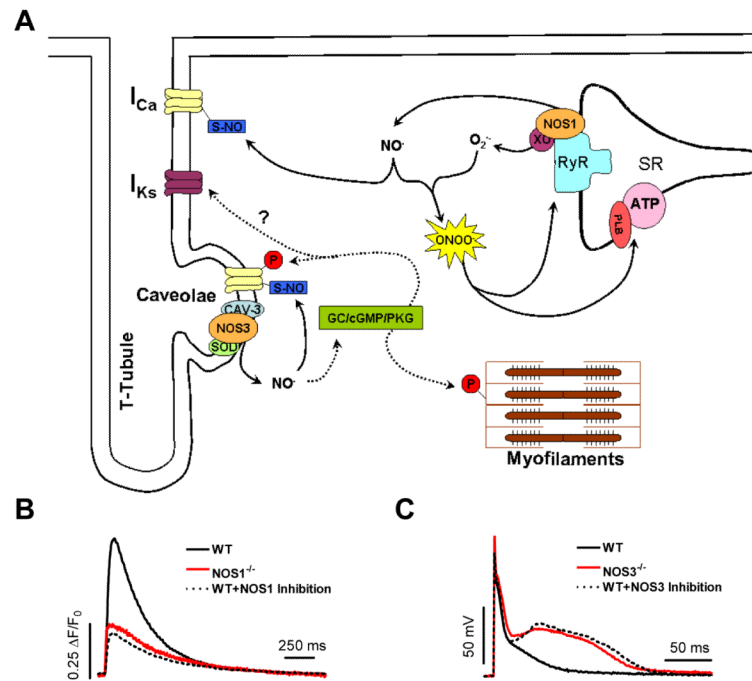 A
I_Ca
S-NO
I_Ks
NO·
O₂·-
XO
NOS1
RyR
SR
ATP
PLB
?
ONOO-
P
S-NO
Caveolae
CAV-3
NOS3
SOD
GC/cGMP/PKG
NO·
T-Tubule
P
Myofilaments
B
WT
NOS1-/-
WT+NOS1 Inhibition
0.25 ΔF/F₀
250 ms
C
WT
NOS3-/-
WT+NOS3 Inhibition
50 mV
50 ms